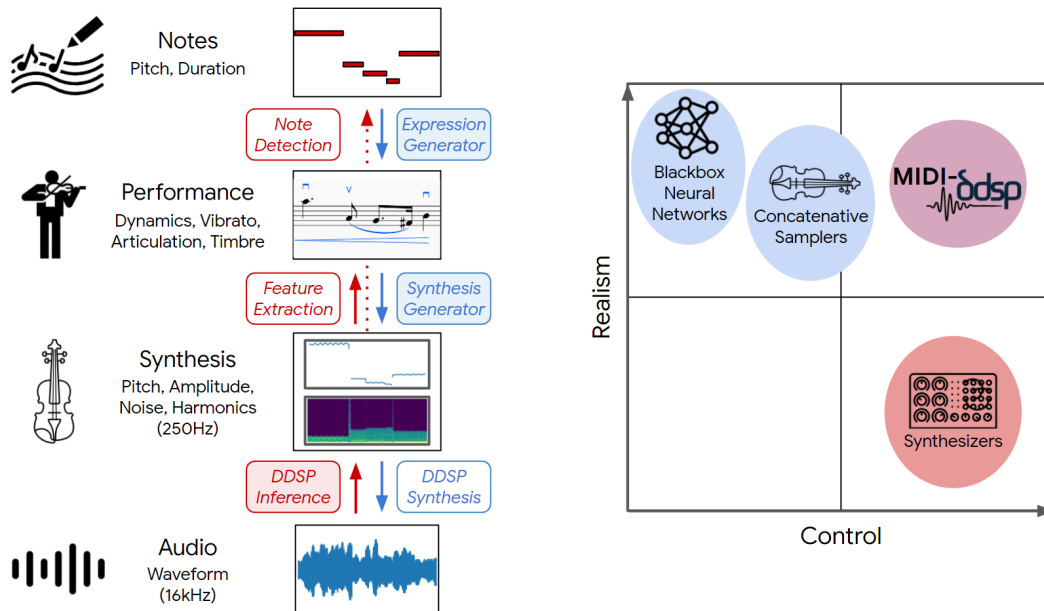 Notes
Pitch, Duration
Note
Detection
Expression
Generator
Performance
Dynamics, Vibrato,
Articulation, Timbre
Feature
Extraction
Synthesis
Generator
Synthesis
Pitch, Amplitude,
Noise, Harmonics
(250Hz)
DDSP
Inference
DDSP
Synthesis
Audio
Waveform
(16kHz)
Realism
Blackbox
Neural
Networks
Concatenative
Samplers
MIDI-ddsp
Synthesizers
Control